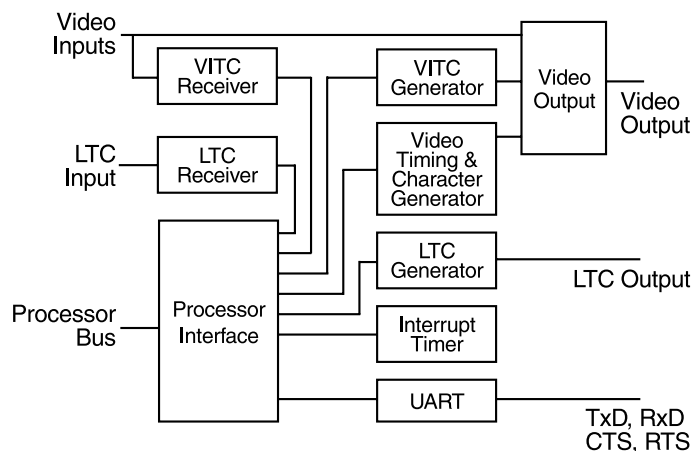 Video
Inputs
VITC
Receiver
VITC
Generator
Video
Output
Video
Output
LTC
Input
LTC
Receiver
Video
Timing &
Character
Generator
LTC
Generator
LTC Output
Processor
Bus
Processor
Interface
Interrupt
Timer
UART
TxD, RxD
CTS, RTS